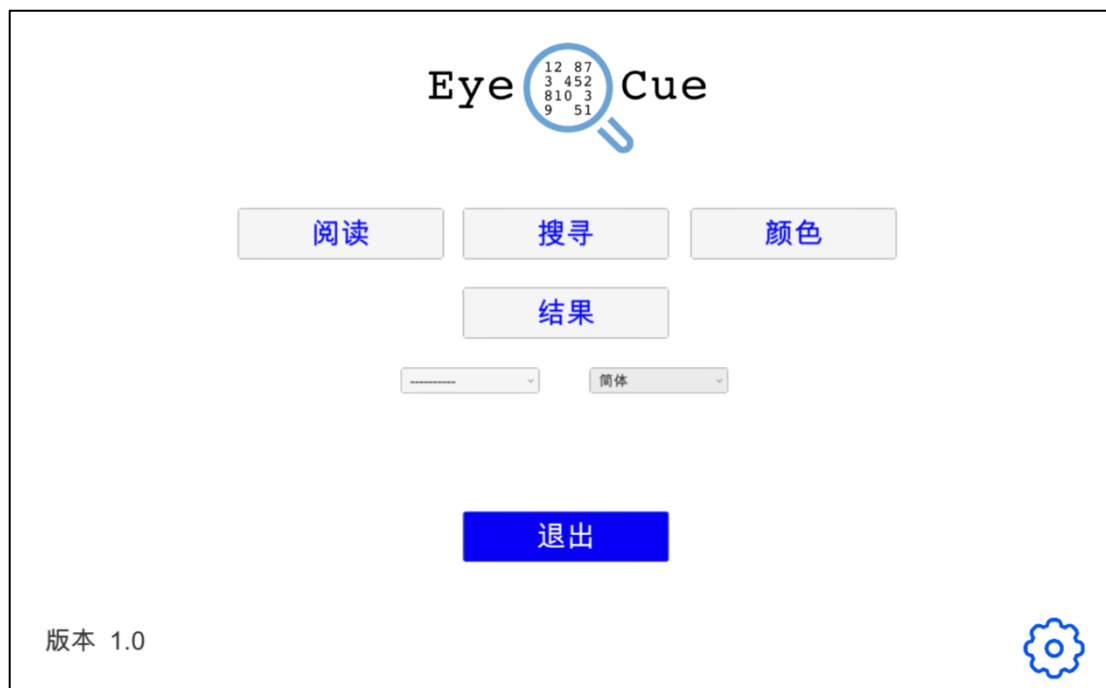 Eye Cue
12 87
3 452
810 3
9 51
阅读 搜寻 颜色
结果
---------- 简体
退出
版本 1.0